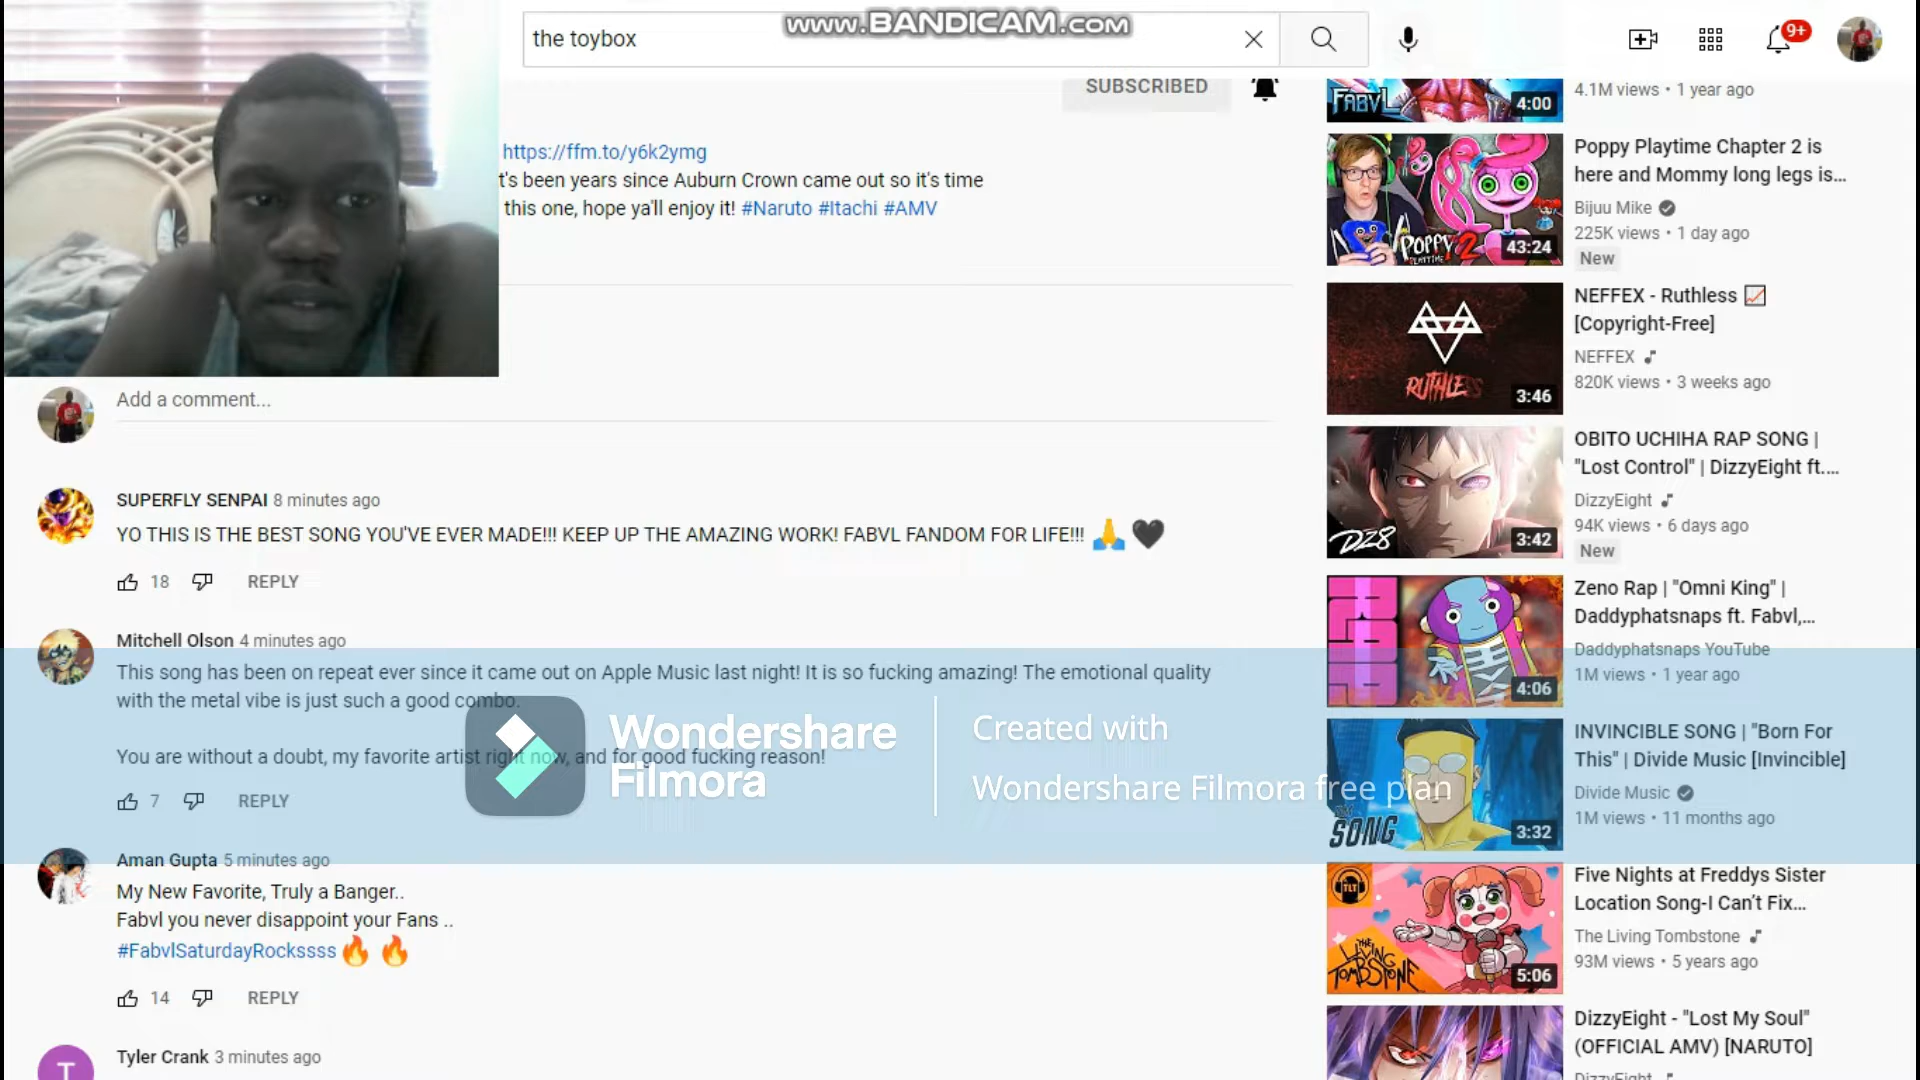 www.BANDICAM.com
the toybox
9+
SUBSCRIBED
https://ffm.to/y6k2ymg
t's been years since Auburn Crown came out so it's time
this one, hope ya'll enjoy it! #Naruto #Itachi #AMV
Add a comment...
SUPERFLY SENPAI 8 minutes ago
YO THIS IS THE BEST SONG YOU'VE EVER MADE!!! KEEP UP THE AMAZING WORK! FABVL FANDOM FOR LIFE!!! 🙏 🖤
18 REPLY
Mitchell Olson 4 minutes ago
This song has been on repeat ever since it came out on Apple Music last night! It is so fucking amazing! The emotional quality
with the metal vibe is just such a good combo.
You are without a doubt, my favorite artist right now, and for good fucking reason!
7 REPLY
Wondershare
Filmora
Created with
Wondershare Filmora free plan
Aman Gupta 5 minutes ago
My New Favorite, Truly a Banger..
Fabvl you never disappoint your Fans ..
#FabvlSaturdayRockssss 🔥 🔥
14 REPLY
Tyler Crank 3 minutes ago
T
FABVL
4:00
4.1M views • 1 year ago
POPPY 2
PLAYTIME
43:24
Poppy Playtime Chapter 2 is
here and Mommy long legs is...
Bijuu Mike
225K views • 1 day ago
New
RUTHLESS
3:46
NEFFEX - Ruthless 📈
[Copyright-Free]
NEFFEX
820K views • 3 weeks ago
DZ8
3:42
OBITO UCHIHA RAP SONG |
"Lost Control" | DizzyEight ft....
DizzyEight
94K views • 6 days ago
New
4:06
Zeno Rap | "Omni King" |
Daddyphatsnaps ft. Fabvl,...
Daddyphatsnaps YouTube
1M views • 1 year ago
SONG
3:32
INVINCIBLE SONG | "Born For
This" | Divide Music [Invincible]
Divide Music
1M views • 11 months ago
TLT
THE LIVING
TOMBSTONE
5:06
Five Nights at Freddys Sister
Location Song-I Can't Fix...
The Living Tombstone
93M views • 5 years ago
DizzyEight - "Lost My Soul"
(OFFICIAL AMV) [NARUTO]
DizzyEight